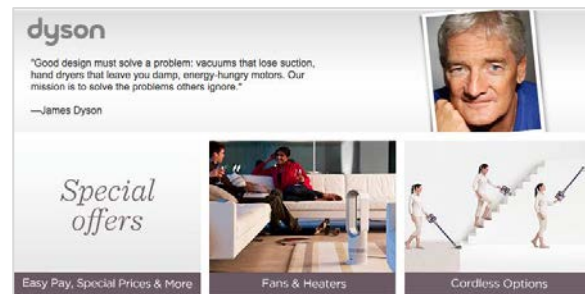 dyson
"Good design must solve a problem: vacuums that lose suction,
hand dryers that leave you damp, energy-hungry motors. Our
mission is to solve the problems others ignore."
—James Dyson
Special
offers
Easy Pay, Special Prices & More
Fans & Heaters
Cordless Options